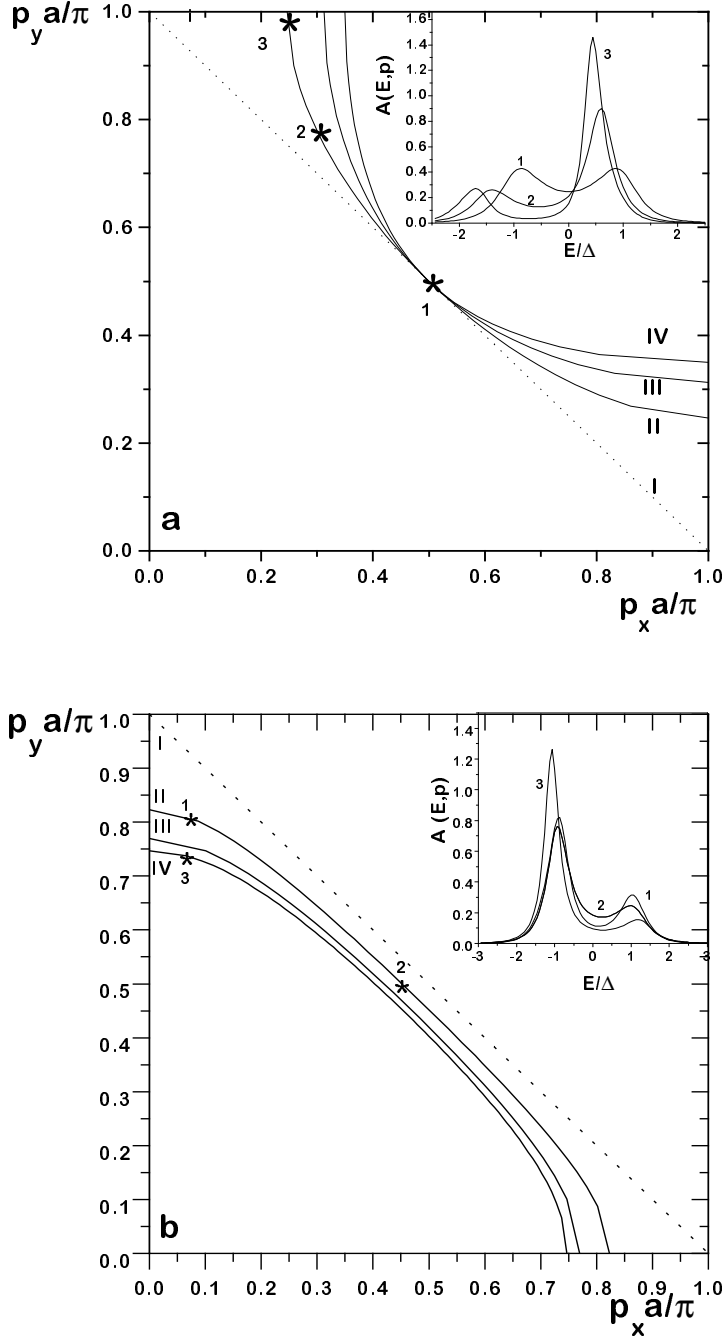 p_y a/π
1.0
0.8
0.6
0.4
0.2
0.0
0.0 0.2 0.4 0.6 0.8 1.0
p_x a/π
3
2
1
IV
III
II
I
a
A(E,p)
1.6
1.4
1.2
1.0
0.8
0.6
0.4
0.2
0.0
-2 -1 0 1 2
E/Δ
3
1
2
p_y a/π
1.0
0.9
0.8
0.7
0.6
0.5
0.4
0.3
0.2
0.1
0.0
0.0 0.1 0.2 0.3 0.4 0.5 0.6 0.7 0.8 0.9 1.0
p_x a/π
I
II
1
III
IV
3
2
b
A (E,p)
1.4
1.2
1.0
0.8
0.6
0.4
0.2
0.0
-3 -2 -1 0 1 2 3
E/Δ
3
2
1